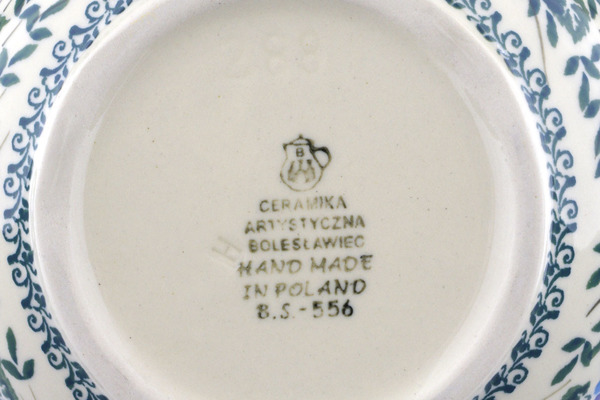 B
CERAMIKA
ARTYSTYCZNA
BOLESŁAWIEC
HAND MADE
IN POLAND
B.S.-556
H